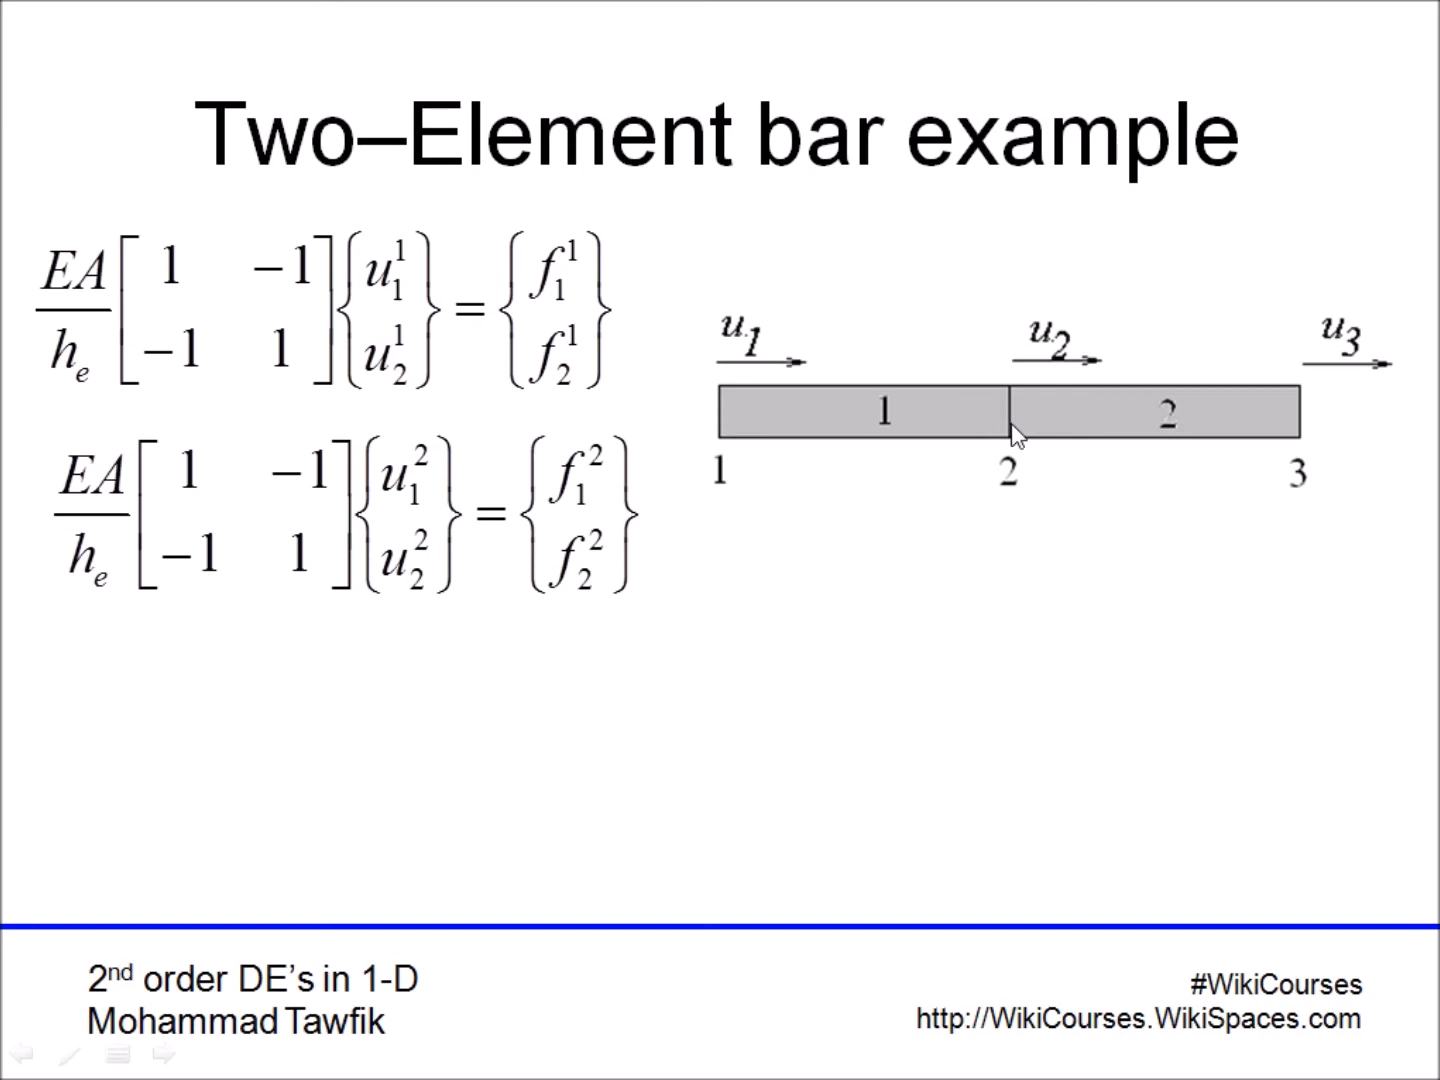 Two–Element bar example
EA/h_e [1 −1; −1 1] {u_1^1; u_2^1} = {f_1^1; f_2^1}
EA/h_e [1 −1; −1 1] {u_1^2; u_2^2} = {f_1^2; f_2^2}
u1 u2 u3
1 2
1 2 3
2nd order DE's in 1-D
Mohammad Tawfik
#WikiCourses
http://WikiCourses.WikiSpaces.com